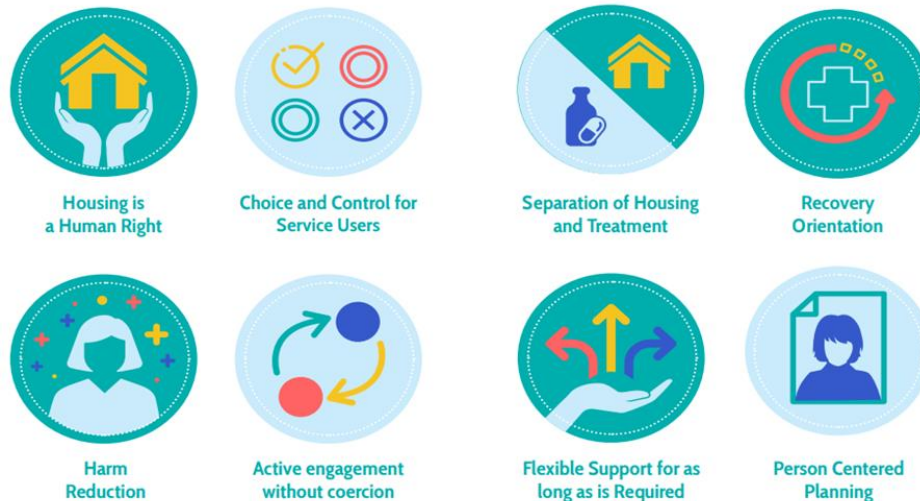 Housing is
a Human Right
Choice and Control for
Service Users
Separation of Housing
and Treatment
Recovery
Orientation
Harm
Reduction
Active engagement
without coercion
Flexible Support for as
long as is Required
Person Centered
Planning